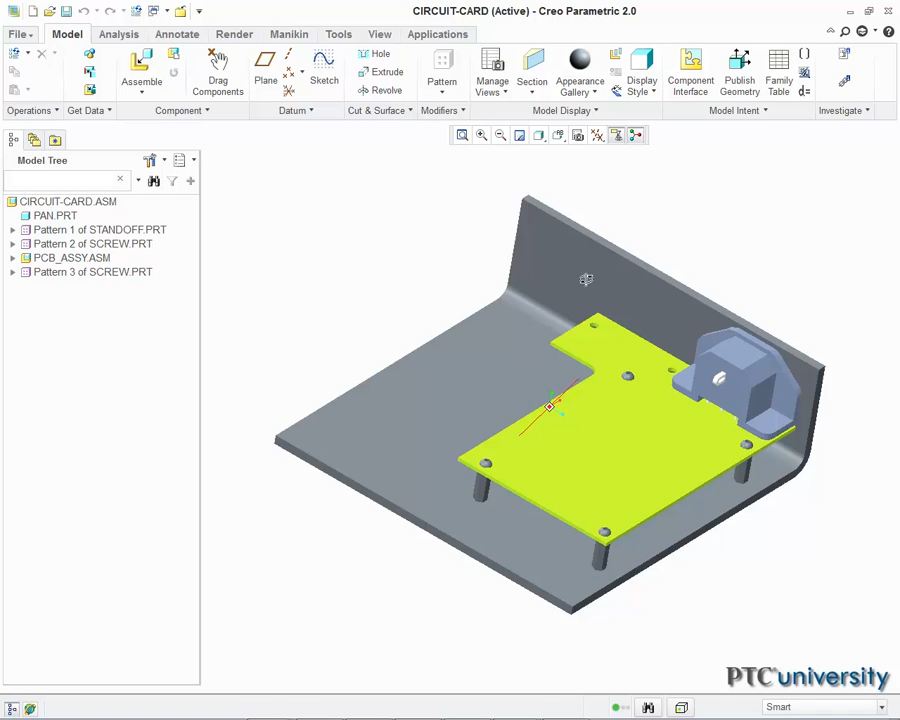 CIRCUIT-CARD (Active) - Creo Parametric 2.0
File Model Analysis Annotate Render Manikin Tools View Applications
Assemble
Drag Components
Plane
Sketch
Hole
Extrude
Revolve
Pattern
Manage Views
Section
Appearance Gallery
Display Style
Component Interface
Publish Geometry
Family Table
d=
Operations Get Data Component Datum Cut & Surface Modifiers Model Display Model Intent Investigate
Model Tree
CIRCUIT-CARD.ASM
PAN.PRT
Pattern 1 of STANDOFF.PRT
Pattern 2 of SCREW.PRT
PCB_ASSY.ASM
Pattern 3 of SCREW.PRT
PTC university
Smart